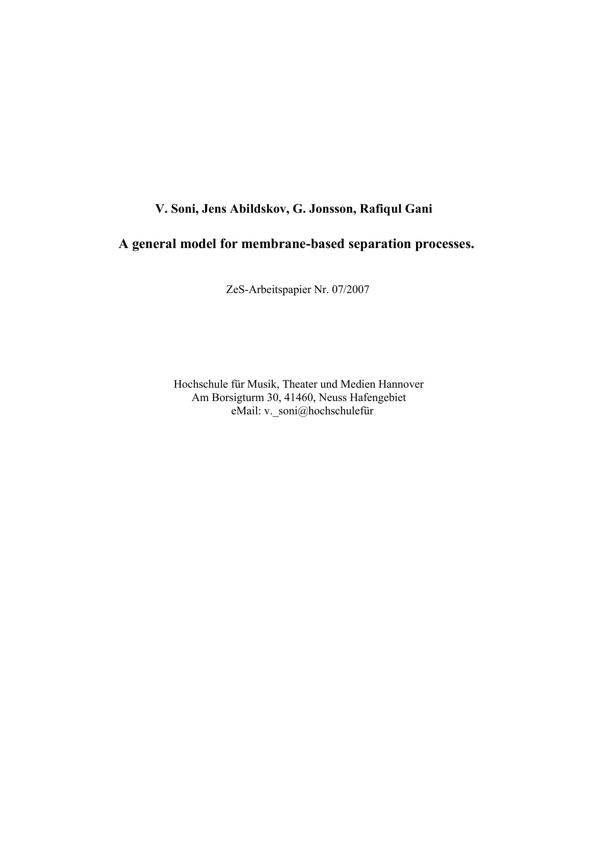 V. Soni, Jens Abildskov, G. Jonsson, Rafiqul Gani
A general model for membrane-based separation processes.
ZeS-Arbeitspapier Nr. 07/2007
Hochschule für Musik, Theater und Medien Hannover
Am Borsigturm 30, 41460, Neuss Hafengebiet
eMail: v._soni@hochschulefür